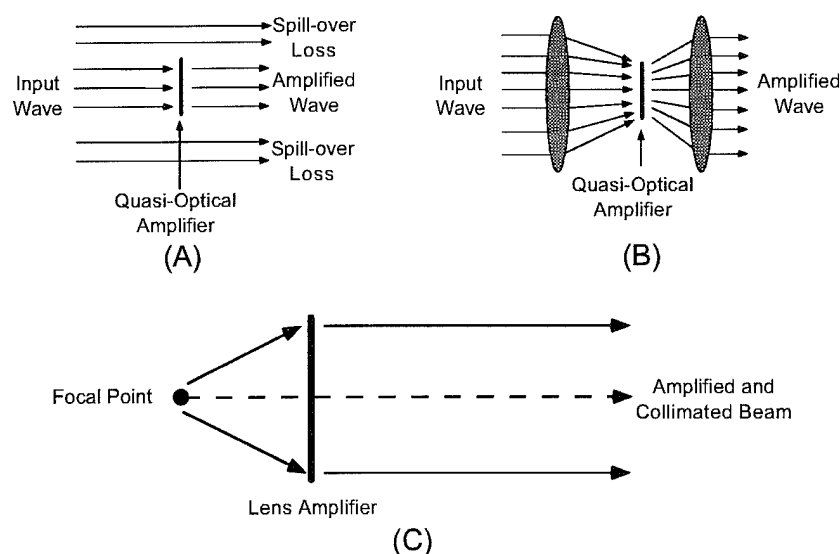 Spill-over
Loss
Input
Wave
Amplified
Wave
Spill-over
Loss
Quasi-Optical
Amplifier
(A)
Input
Wave
Amplified
Wave
Quasi-Optical
Amplifier
(B)
Focal Point
Amplified and
Collimated Beam
Lens Amplifier
(C)